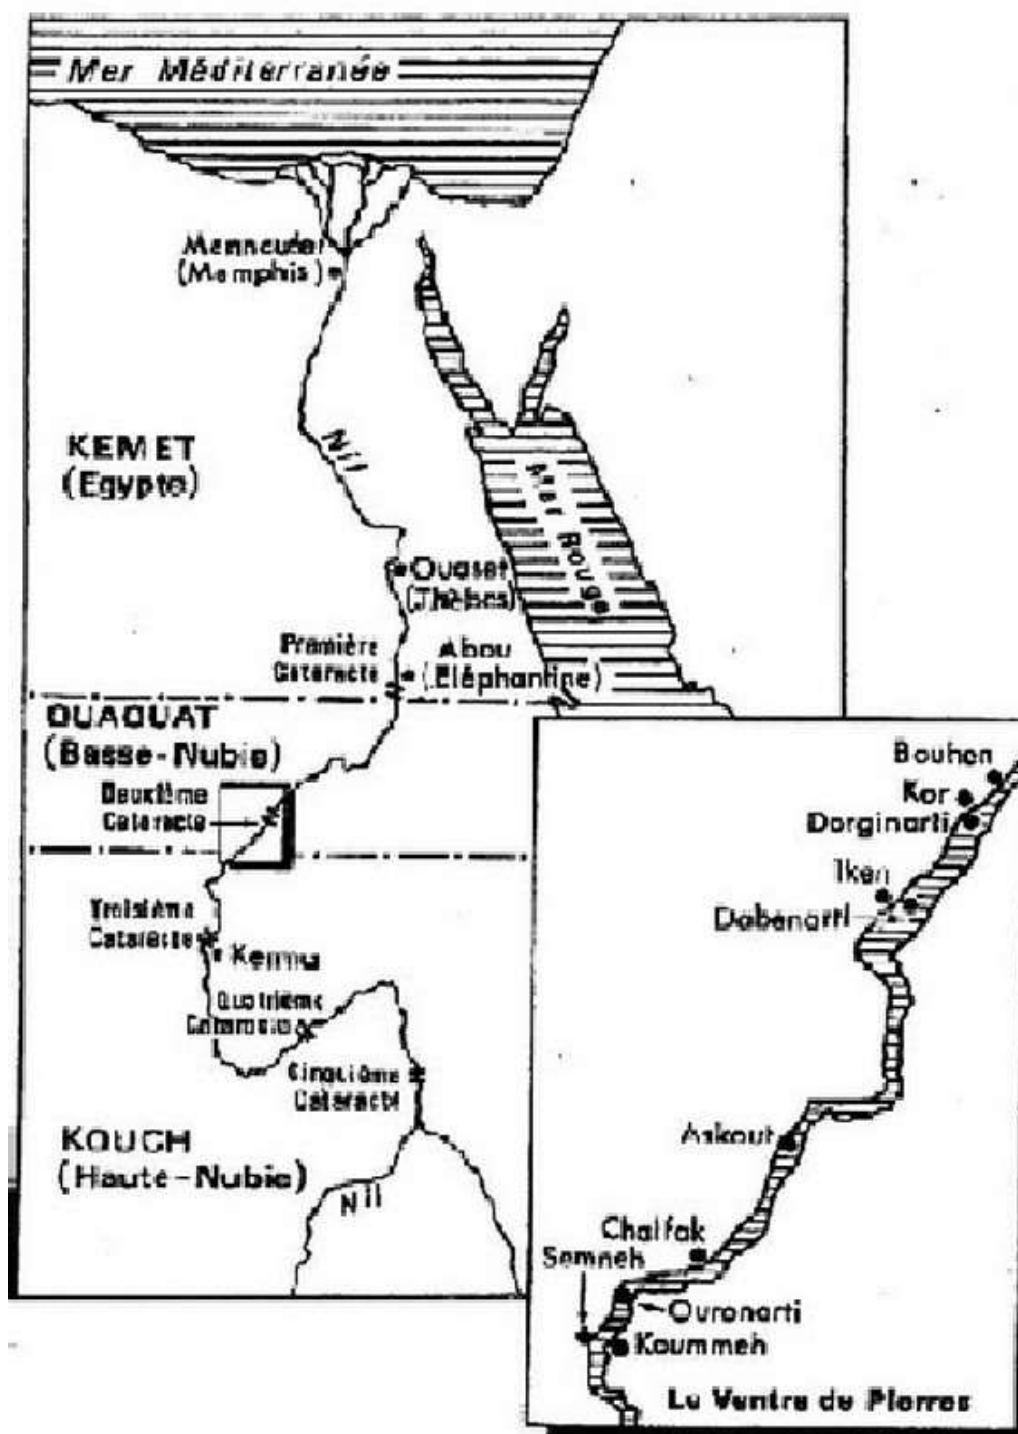 Mer Méditerranée
Mennoufer
(Memphis)
Nil
KEMET
(Egypte)
Rouge
Ouaset
(Thèbes)
Première
Cataracte
Abou
(Eléphantine)
OUAOUAT
(Basse-Nubie)
Deuxième
Cataracte
Troisième
Cataracte
Kerma
Quatrième
Cataracte
Cinquième
Cataracte
KOUCH
(Haute-Nubie)
Nil
Bouhen
Kor
Dorginarti
Iken
Dabenarti
Askout
Chalfak
Semneh
Ouronarti
Koummeh
Le Ventre de Pierres